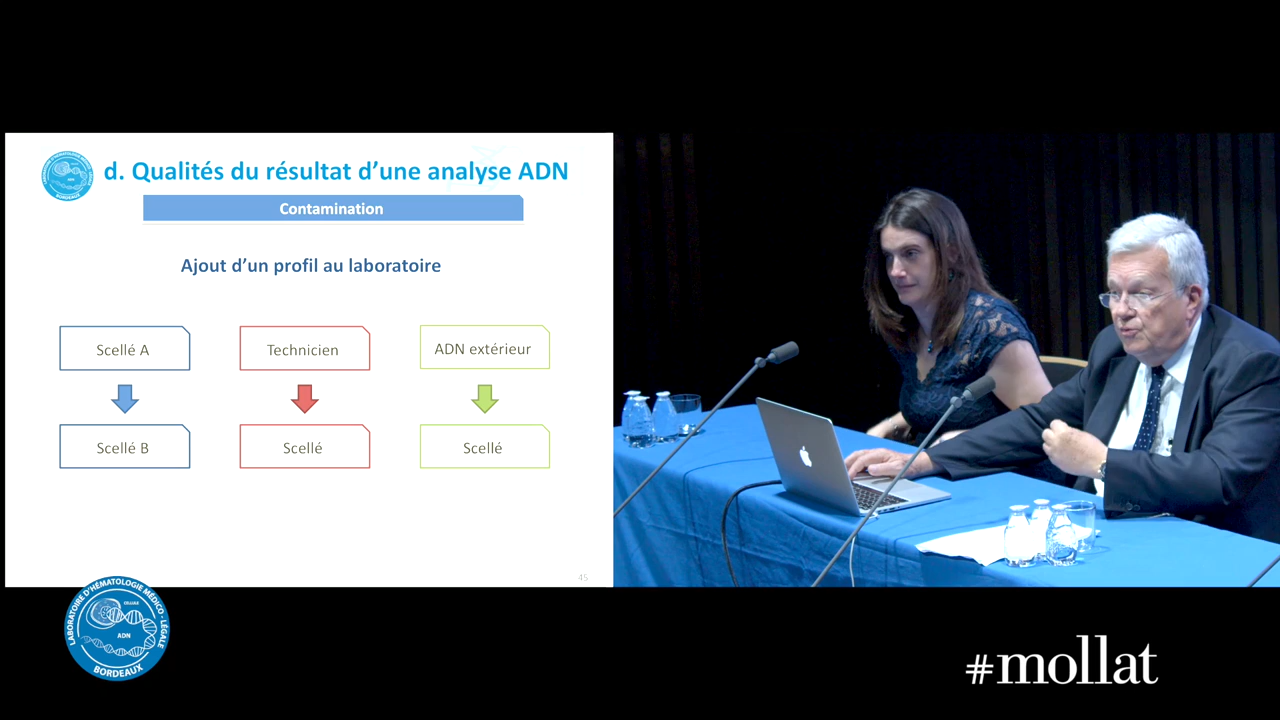 d. Qualités du résultat d'une analyse ADN
Contamination
Ajout d'un profil au laboratoire
Scellé A
Technicien
ADN extérieur
Scellé B
Scellé
Scellé
45
LABORATOIRE D'HÉMATOLOGIE MÉDICO - LÉGALE
CELLULE
ADN
BORDEAUX
#mollat